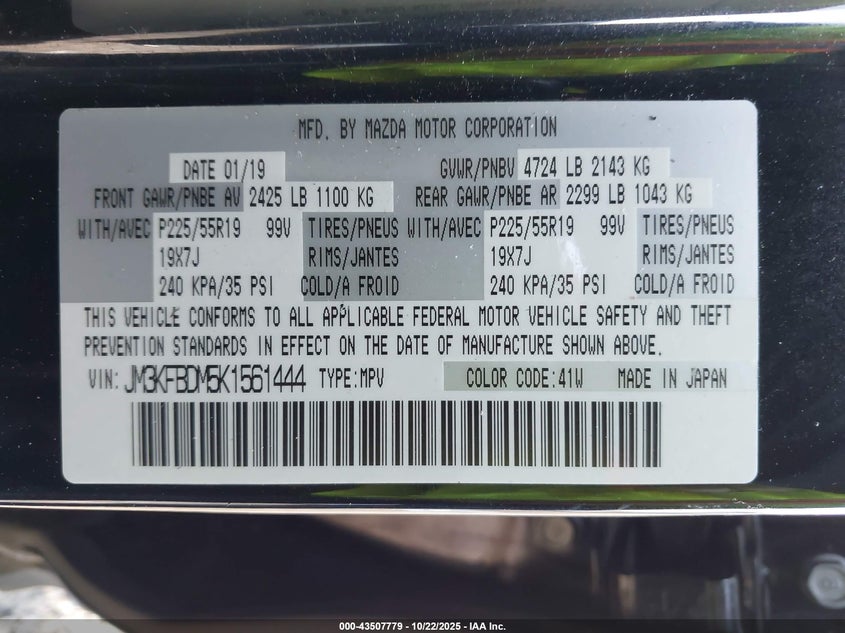 MFD. BY MAZDA MOTOR CORPORATION
DATE 01/19 GVWR/PNBV 4724 LB 2143 KG
FRONT GAWR/PNBE AV 2425 LB 1100 KG REAR GAWR/PNBE AR 2299 LB 1043 KG
WITH/AVEC P225/55R19 99V TIRES/PNEUS WITH/AVEC P225/55R19 99V TIRES/PNEUS
19X7J RIMS/JANTES 19X7J RIMS/JANTES
240 KPA/35 PSI COLD/A FROID 240 KPA/35 PSI COLD/A FROID
THIS VEHICLE CONFORMS TO ALL APPLICABLE FEDERAL MOTOR VEHICLE SAFETY AND THEFT
PREVENTION STANDARDS IN EFFECT ON THE DATE OF MANUFACTURE SHOWN ABOVE.
VIN: JM3KFBDM5K1561444 TYPE:MPV COLOR CODE:41W MADE IN JAPAN
000-43507779 - 10/22/2025 - IAA Inc.